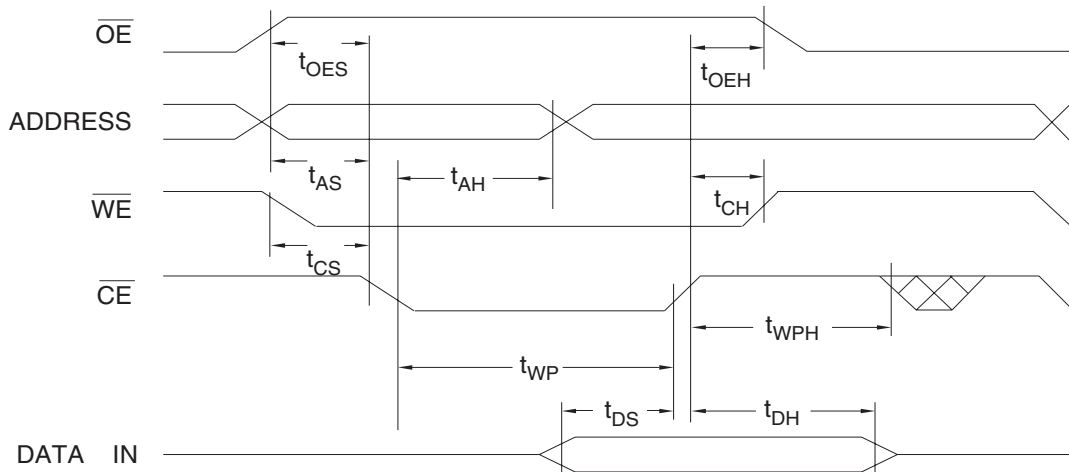 OE
tOES
tOEH
ADDRESS
tAS
tAH
WE
tCH
tCS
CE
tWPH
tWP
tDS
tDH
DATA IN